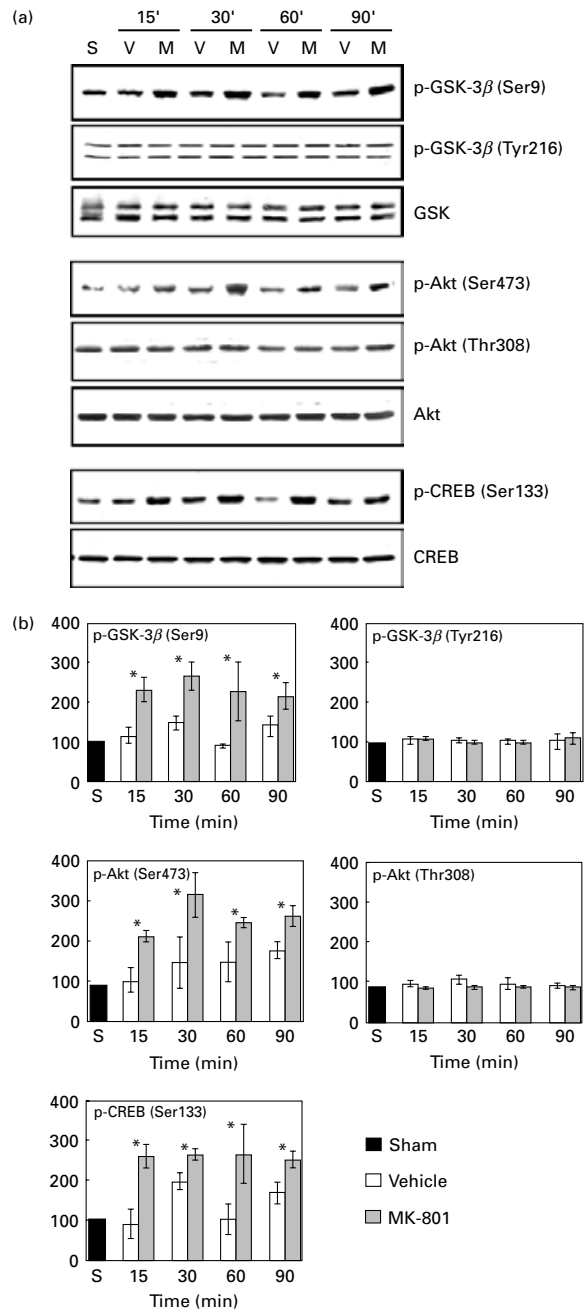 (a)
15' 30' 60' 90'
S V M V M V M V M
p-GSK-3β (Ser9)
p-GSK-3β (Tyr216)
GSK
p-Akt (Ser473)
p-Akt (Thr308)
Akt
p-CREB (Ser133)
CREB
(b)
400
300
200
100
0
p-GSK-3β (Ser9)
* * * *
S 15 30 60 90
Time (min)
400
300
200
100
0
p-GSK-3β (Tyr216)
S 15 30 60 90
Time (min)
400
300
200
100
0
p-Akt (Ser473)
* * * *
S 15 30 60 90
Time (min)
400
300
200
100
0
p-Akt (Thr308)
S 15 30 60 90
Time (min)
400
300
200
100
0
p-CREB (Ser133)
* * * *
S 15 30 60 90
Time (min)
Sham
Vehicle
MK-801